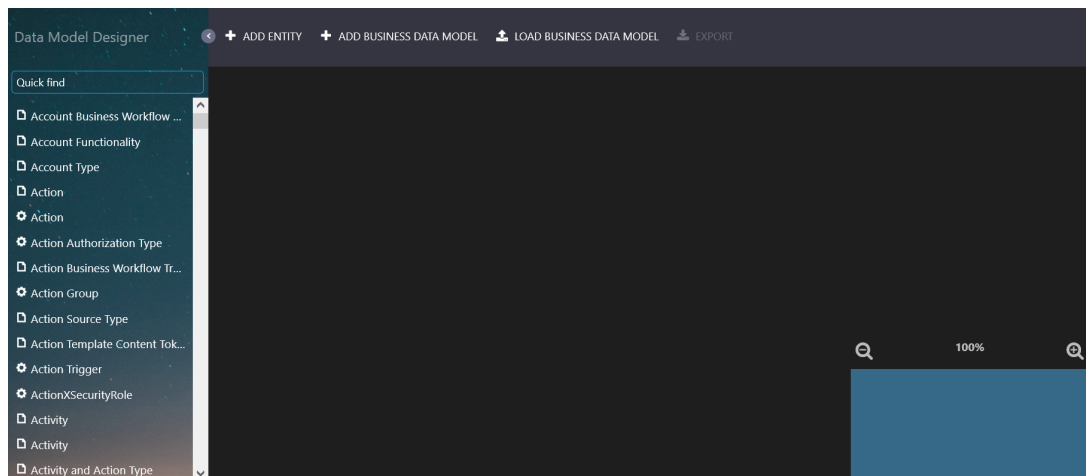 Data Model Designer
ADD ENTITY
ADD BUSINESS DATA MODEL
LOAD BUSINESS DATA MODEL
EXPORT
Quick find
Account Business Workflow ...
Account Functionality
Account Type
Action
Action
Action Authorization Type
Action Business Workflow Tr...
Action Group
Action Source Type
Action Template Content Tok...
Action Trigger
ActionXSecurityRole
Activity
Activity
Activity and Action Type
100%